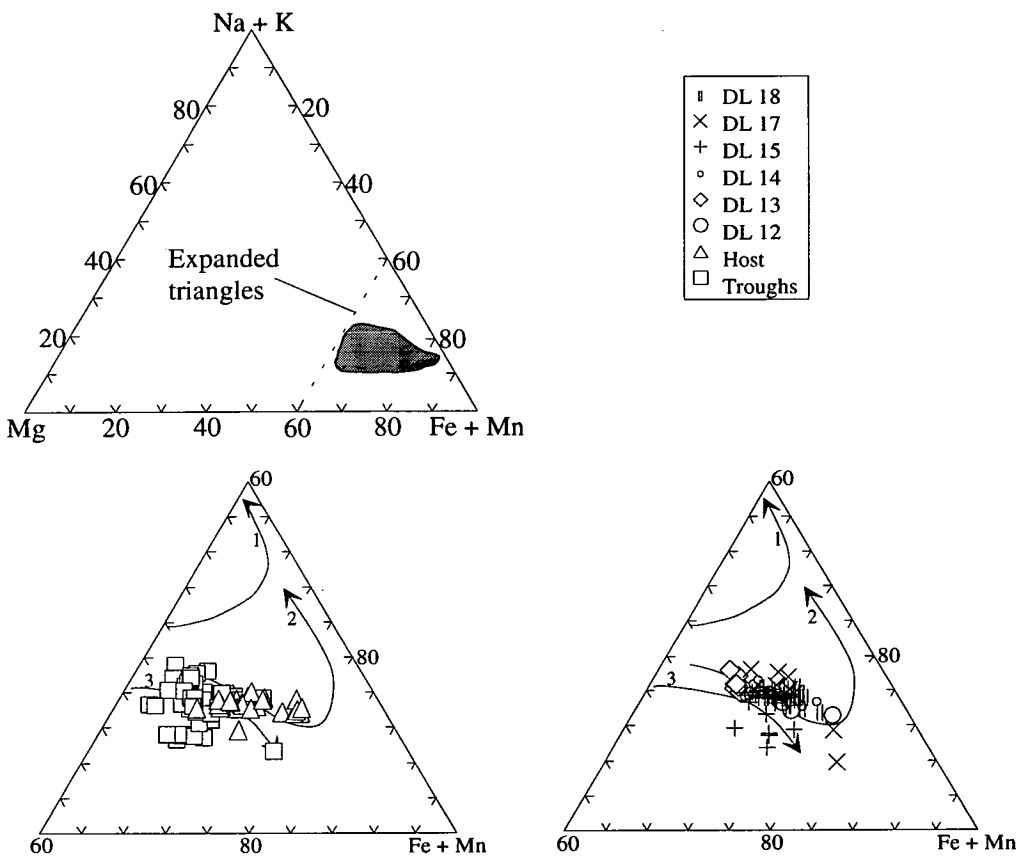 Na + K
80 20
60 40
Expanded
triangles
40 60
20 80
Mg 20 40 60 80 Fe + Mn
DL 18
DL 17
DL 15
DL 14
DL 13
DL 12
Host
Troughs
60
1
2
80
3
60 80 Fe + Mn
60
1
2
80
3
60 80 Fe + Mn